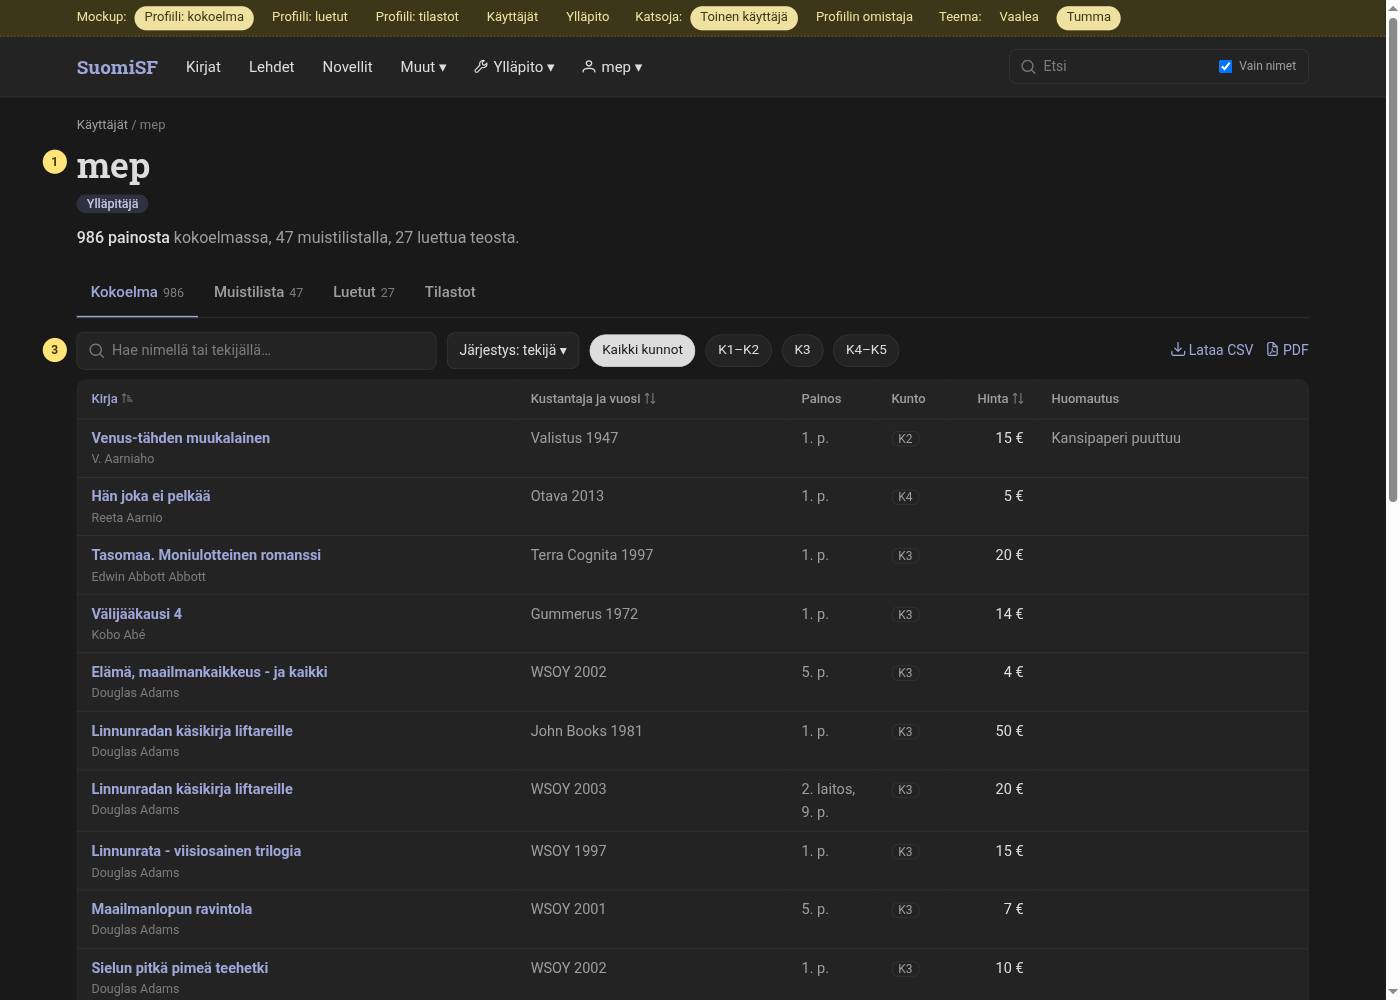 Mockup: Profiili: kokoelma Profiili: luetut Profiili: tilastot Käyttäjät Ylläpito Katsoja: Toinen käyttäjä Profiilin omistaja Teema: Vaalea Tumma
SuomiSF Kirjat Lehdet Novellit Muut ▾ Ylläpito ▾ mep ▾ Etsi Vain nimet
Käyttäjät / mep
1 mep
Ylläpitäjä
986 painosta kokoelmassa, 47 muistilistalla, 27 luettua teosta.
Kokoelma 986 Muistilista 47 Luetut 27 Tilastot
3 Hae nimellä tai tekijällä... Järjestys: tekijä ▾ Kaikki kunnot K1–K2 K3 K4–K5 Lataa CSV PDF
Kirja Kustantaja ja vuosi Painos Kunto Hinta Huomautus
Venus-tähden muukalainen Valistus 1947 1. p. K2 15 € Kansipaperi puuttuu
V. Aarniaho
Hän joka ei pelkää Otava 2013 1. p. K4 5 €
Reeta Aarnio
Tasomaa. Moniulotteinen romanssi Terra Cognita 1997 1. p. K3 20 €
Edwin Abbott Abbott
Välijääkausi 4 Gummerus 1972 1. p. K3 14 €
Kobo Abé
Elämä, maailmankaikkeus - ja kaikki WSOY 2002 5. p. K3 4 €
Douglas Adams
Linnunradan käsikirja liftareille John Books 1981 1. p. K3 50 €
Douglas Adams
Linnunradan käsikirja liftareille WSOY 2003 2. laitos, K3 20 €
Douglas Adams 9. p.
Linnunrata - viisiosainen trilogia WSOY 1997 1. p. K3 15 €
Douglas Adams
Maailmanlopun ravintola WSOY 2001 5. p. K3 7 €
Douglas Adams
Sielun pitkä pimeä teehetki WSOY 2002 1. p. K3 10 €
Douglas Adams